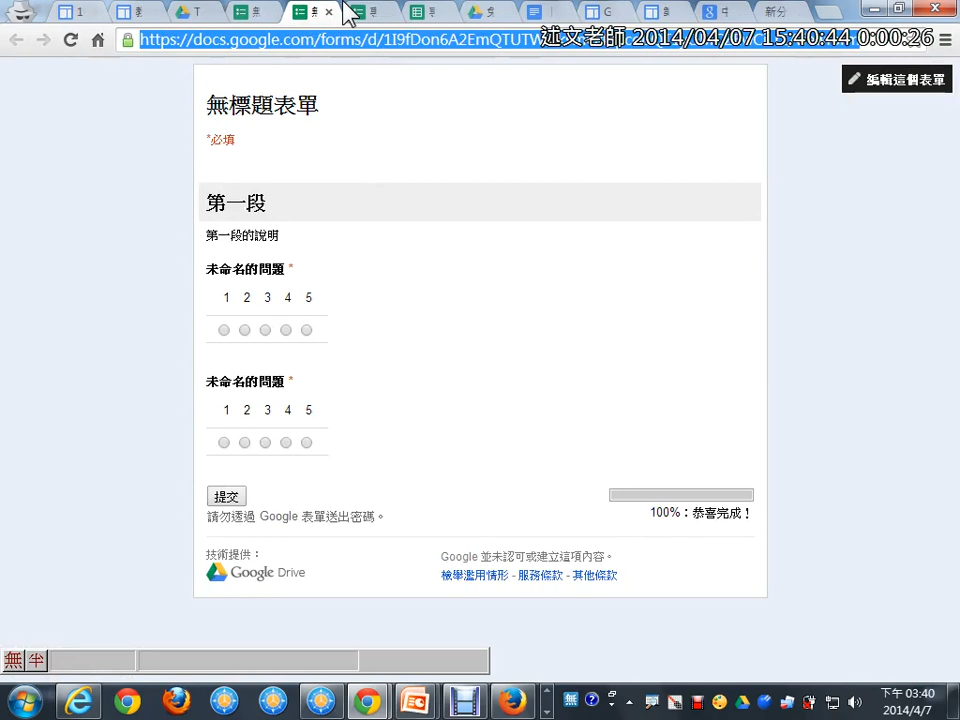 https://docs.google.com/forms/d/1I9fDon6A2EmQTUTW
述文老師 2014/04/07 15:40:44 0:00:26
編輯這個表單
無標題表單
*必填
第一段
第一段的說明
未命名的問題 *
1 2 3 4 5
未命名的問題 *
1 2 3 4 5
提交
請勿透過 Google 表單送出密碼。
100%：恭喜完成！
技術提供：
Google Drive
Google 並未認可或建立這項內容。
檢舉濫用情形 - 服務條款 - 其他條款
無 半
無
下午 03:40
2014/4/7